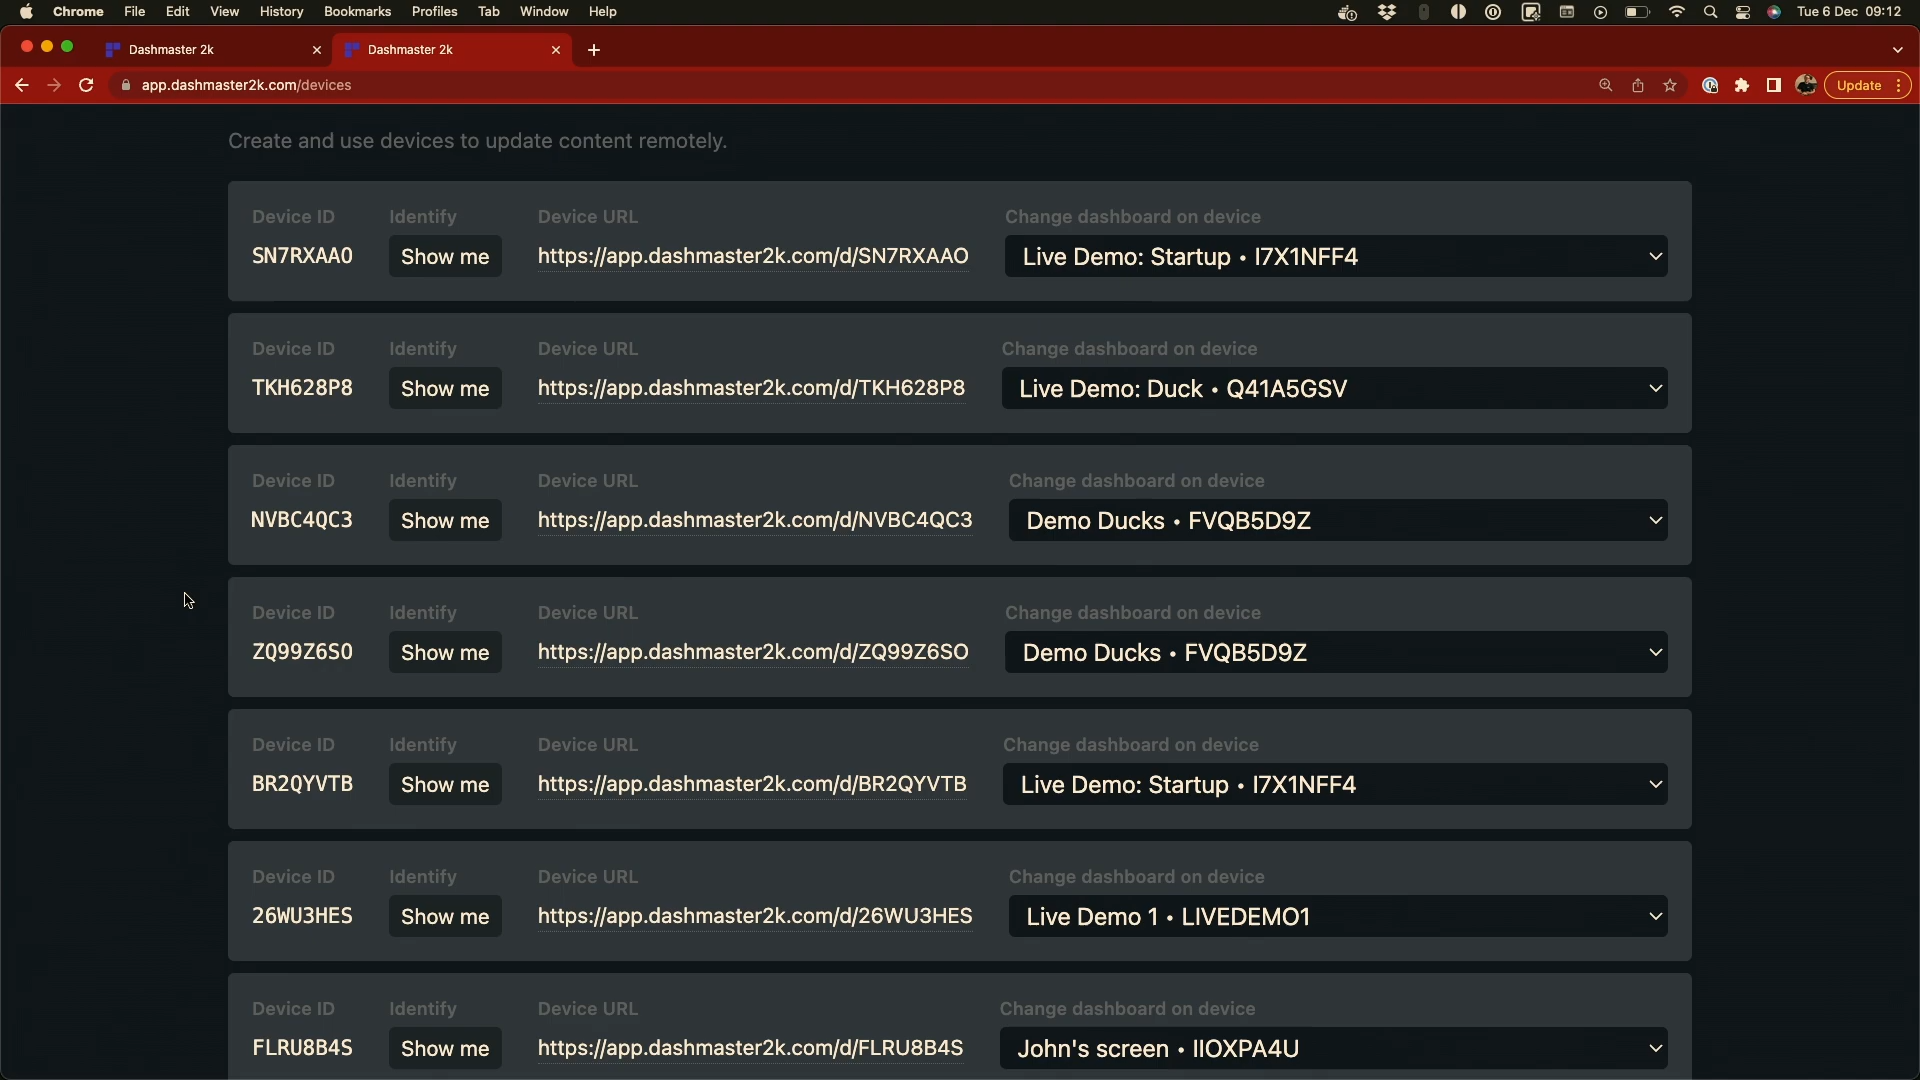 Chrome File Edit View History Bookmarks Profiles Tab Window Help Tue 6 Dec 09:12
Dashmaster 2k Dashmaster 2k
app.dashmaster2k.com/devices Update
Create and use devices to update content remotely.
Device ID Identify Device URL Change dashboard on device
SN7RXAAO Show me https://app.dashmaster2k.com/d/SN7RXAAO Live Demo: Startup • I7X1NFF4
Device ID Identify Device URL Change dashboard on device
TKH628P8 Show me https://app.dashmaster2k.com/d/TKH628P8 Live Demo: Duck • Q41A5GSV
Device ID Identify Device URL Change dashboard on device
NVBC4QC3 Show me https://app.dashmaster2k.com/d/NVBC4QC3 Demo Ducks • FVQB5D9Z
Device ID Identify Device URL Change dashboard on device
ZQ99Z6SO Show me https://app.dashmaster2k.com/d/ZQ99Z6SO Demo Ducks • FVQB5D9Z
Device ID Identify Device URL Change dashboard on device
BR2QYVTB Show me https://app.dashmaster2k.com/d/BR2QYVTB Live Demo: Startup • I7X1NFF4
Device ID Identify Device URL Change dashboard on device
26WU3HES Show me https://app.dashmaster2k.com/d/26WU3HES Live Demo 1 • LIVEDEMO1
Device ID Identify Device URL Change dashboard on device
FLRU8B4S Show me https://app.dashmaster2k.com/d/FLRU8B4S John's screen • IIOXPA4U